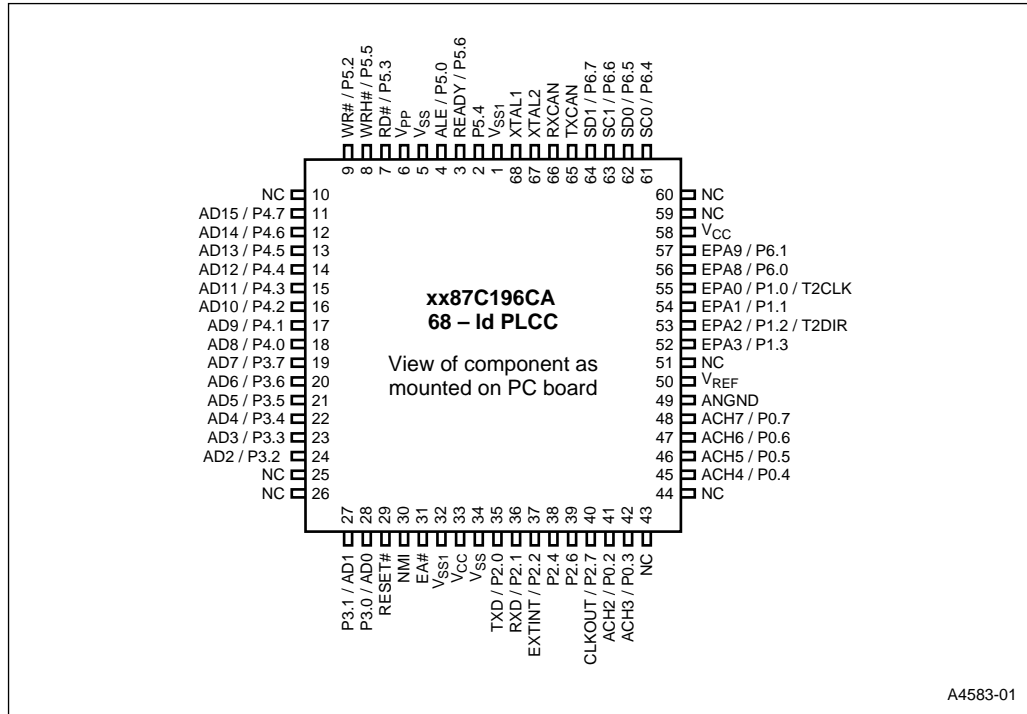 WR# / P5.2
WRH# / P5.5
RD# / P5.3
VPP
VSS
ALE / P5.0
READY / P5.6
P5.4
VSS1
XTAL1
XTAL2
RXCAN
TXCAN
SD1 / P6.7
SC1 / P6.6
SD0 / P6.5
SC0 / P6.4
9 8 7 6 5 4 3 2 1 68 67 66 65 64 63 62 61
NC 10
AD15 / P4.7 11
AD14 / P4.6 12
AD13 / P4.5 13
AD12 / P4.4 14
AD11 / P4.3 15
AD10 / P4.2 16
AD9 / P4.1 17
AD8 / P4.0 18
AD7 / P3.7 19
AD6 / P3.6 20
AD5 / P3.5 21
AD4 / P3.4 22
AD3 / P3.3 23
AD2 / P3.2 24
NC 25
NC 26
xx87C196CA
68 – ld PLCC
View of component as
mounted on PC board
60 NC
59 NC
58 VCC
57 EPA9 / P6.1
56 EPA8 / P6.0
55 EPA0 / P1.0 / T2CLK
54 EPA1 / P1.1
53 EPA2 / P1.2 / T2DIR
52 EPA3 / P1.3
51 NC
50 VREF
49 ANGND
48 ACH7 / P0.7
47 ACH6 / P0.6
46 ACH5 / P0.5
45 ACH4 / P0.4
44 NC
27 28 29 30 31 32 33 34 35 36 37 38 39 40 41 42 43
P3.1 / AD1
P3.0 / AD0
RESET#
NMI
EA#
VSS1
VCC
VSS
TXD / P2.0
RXD / P2.1
EXTINT / P2.2
P2.4
P2.6
CLKOUT / P2.7
ACH2 / P0.2
ACH3 / P0.3
NC
A4583-01